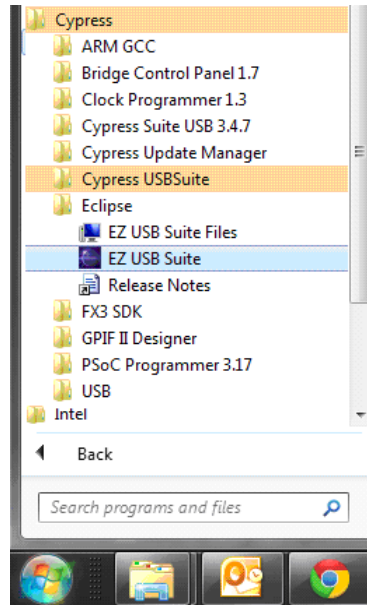 Cypress
ARM GCC
Bridge Control Panel 1.7
Clock Programmer 1.3
Cypress Suite USB 3.4.7
Cypress Update Manager
Cypress USBSuite
Eclipse
EZ USB Suite Files
EZ USB Suite
Release Notes
FX3 SDK
GPIF II Designer
PSoC Programmer 3.17
USB
Intel
Back
Search programs and files